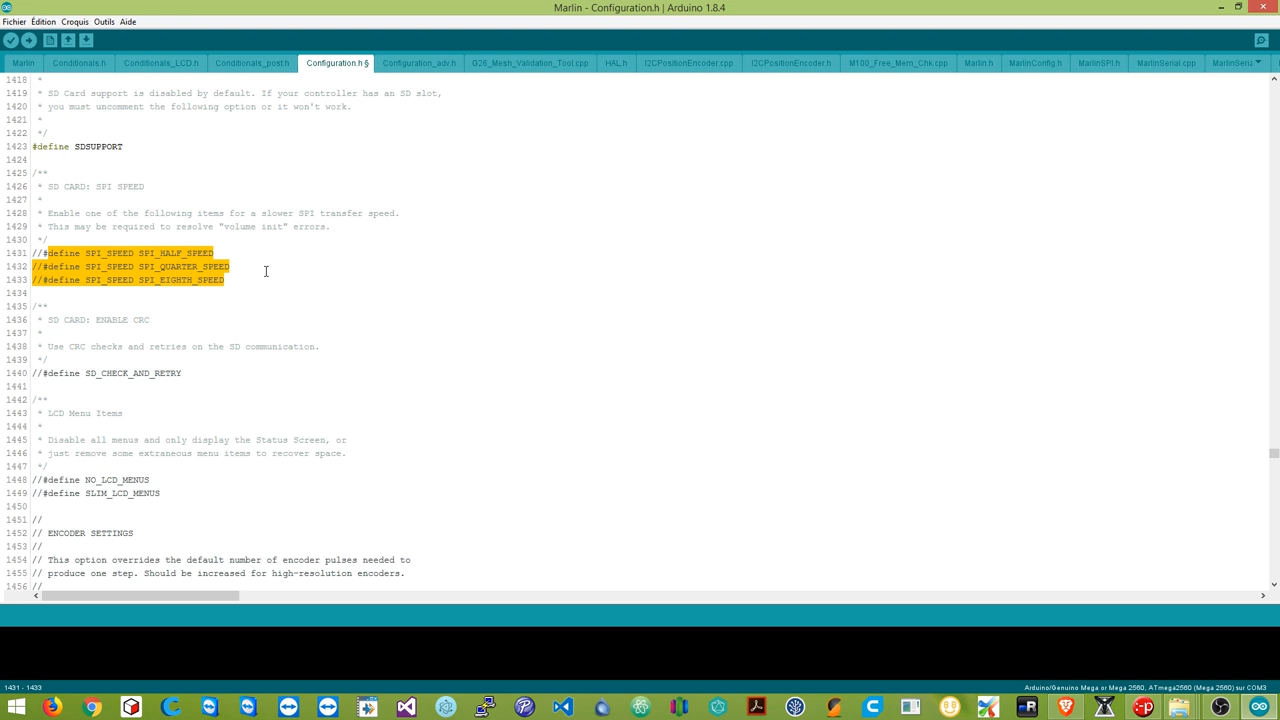 Marlin - Configuration.h | Arduino 1.8.4
Fichier Édition Croquis Outils Aide
Marlin Conditionals.h Conditionals_LCD.h Conditionals_post.h Configuration.h § Configuration_adv.h G26_Mesh_Validation_Tool.cpp HAL.h I2CPositionEncoder.cpp I2CPositionEncoder.h M100_Free_Mem_Chk.cpp Marlin.h MarlinConfig.h MarlinSPI.h MarlinSerial.cpp MarlinSeria
1418 *
1419 * SD Card support is disabled by default. If your controller has an SD slot,
1420 * you must uncomment the following option or it won't work.
1421 *
1422 */
1423 #define SDSUPPORT
1424
1425 /**
1426 * SD CARD: SPI SPEED
1427 *
1428 * Enable one of the following items for a slower SPI transfer speed.
1429 * This may be required to resolve "volume init" errors.
1430 */
1431 //#define SPI_SPEED SPI_HALF_SPEED
1432 //#define SPI_SPEED SPI_QUARTER_SPEED
1433 //#define SPI_SPEED SPI_EIGHTH_SPEED
1434
1435 /**
1436 * SD CARD: ENABLE CRC
1437 *
1438 * Use CRC checks and retries on the SD communication.
1439 */
1440 //#define SD_CHECK_AND_RETRY
1441
1442 /**
1443 * LCD Menu Items
1444 *
1445 * Disable all menus and only display the Status Screen, or
1446 * just remove some extraneous menu items to recover space.
1447 */
1448 //#define NO_LCD_MENUS
1449 //#define SLIM_LCD_MENUS
1450
1451 //
1452 // ENCODER SETTINGS
1453 //
1454 // This option overrides the default number of encoder pulses needed to
1455 // produce one step. Should be increased for high-resolution encoders.
1456 //
1431 - 1433 Arduino/Genuino Mega or Mega 2560, ATmega2560 (Mega 2560) sur COM3